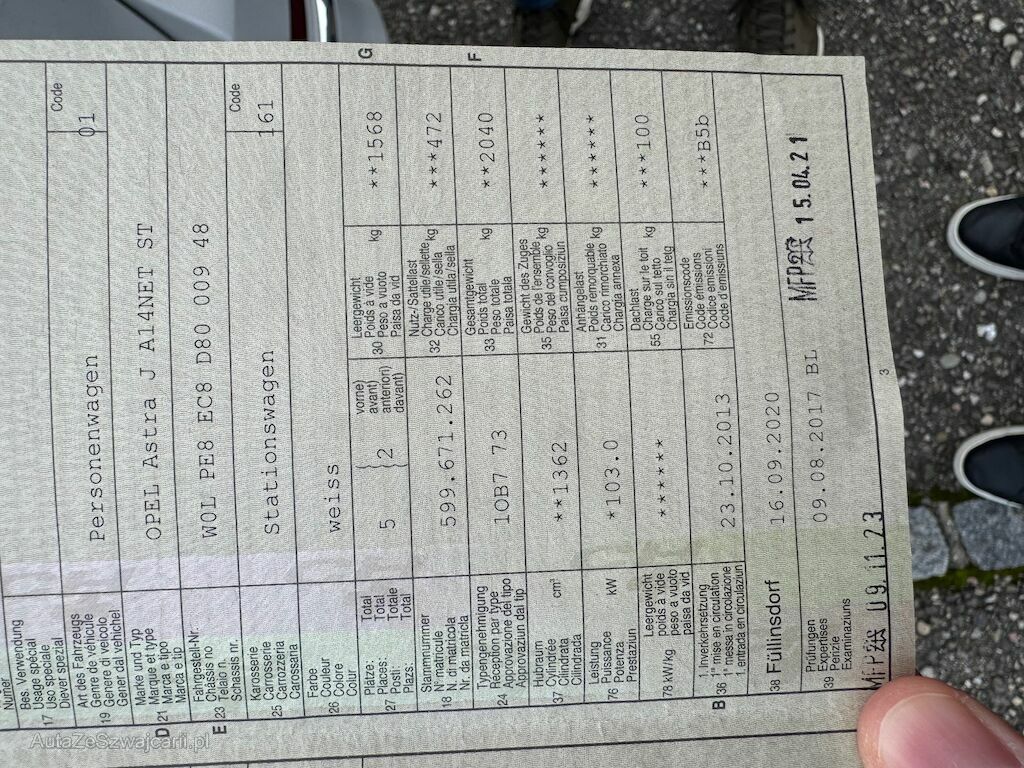 Numer
Bes. Verwendung
Usage spécial
17 Uso speciale
Diever spezial
Code
Art des Fahrzeugs
Genre de véhicule
19 Genere di veicolo
Gener dal vehichel
Personenwagen
01
Marke und Typ
Marque et type
D 21 Marca e tipo
Marca e tip
OPEL Astra J A14NET ST
Fahrgestell-Nr.
Châssis no
E 23 Telaio n.
Schassis nr.
W0L PE8 EC8 D80 009 48
Karosserie
Carrosserie
25 Carrozzeria
Carossaria
Stationswagen
Code
161
Farbe
Couleur
26 Colore
Color
weiss
Plätze: Total
Places: Total
27 Posti: Totale
Plazs: Total
5
vorne)
avant)
anteriori)
davant)
2
G
Leergewicht
Poids à vide
30 Peso a vuoto
Paisa da vid
kg
**1568
Stammnummer
N° matricule
18 N. di matricola
Nr. da matricla
599.671.262
Nutz-/Sattellast
Charge utile/sellette
32 Carico utile/sella
Chargia utila/sella
kg
***472
Typengenehmigung
Réception par type
24 Approvazione del tipo
Approvaziun dal tip
1OB7 73
F
Gesamtgewicht
Poids total
33 Peso totale
Paisa totala
kg
**2040
Hubraum
Cylindrée
37 Cilindrata
Cilindrada
cm³
**1362
Gewicht des Zuges
Poids de l'ensemble
35 Peso del convoglio
Paisa cumposiziun
kg
*******
Leistung
Puissance
76 Potenza
Prestaziun
kW
*103.0
Anhängelast
Poids remorquable
31 Carico rimorchiato
Chargia annexa
kg
******
Leergewicht
poids à vide
78 kW/kg peso a vuoto
paisa da vid
******
Dachlast
Charge sur le toit
55 Carico sul tetto
Chargia sin il tetg
kg
***100
1. Inverkehrsetzung
1re mise en circulation
B 36 1a messa in circolazione
1. entrada en circulaziun
23.10.2013
Emissionscode
Code émissions
72 Codice emissioni
Code d'emissiuns
***B5b
38 Füllinsdorf
16.09.2020
Prüfungen
Expertises
39 Perizie
Examinaziuns
09.08.2017 BL
MFP 15.04.21
MFP 09.11.23
3
AutaZeSzwajcarii.pl